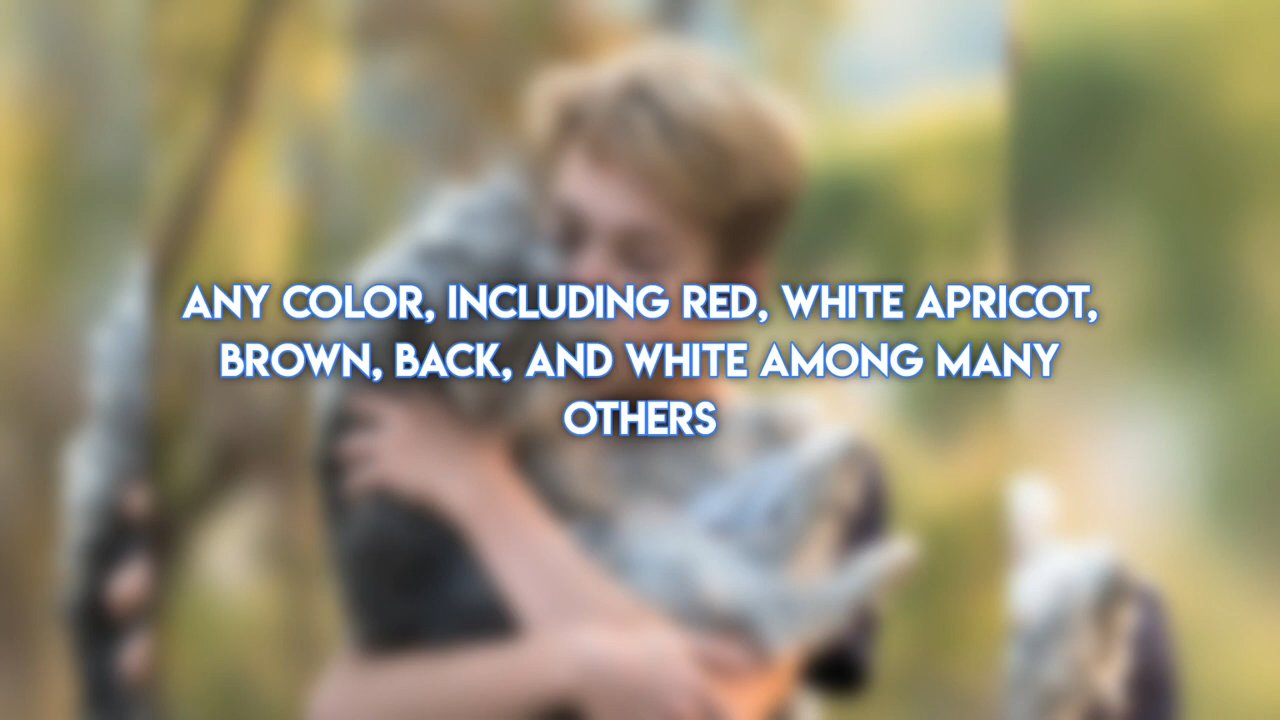 ANY COLOR, INCLUDING RED, WHITE APRICOT,
BROWN, BACK, AND WHITE AMONG MANY
OTHERS